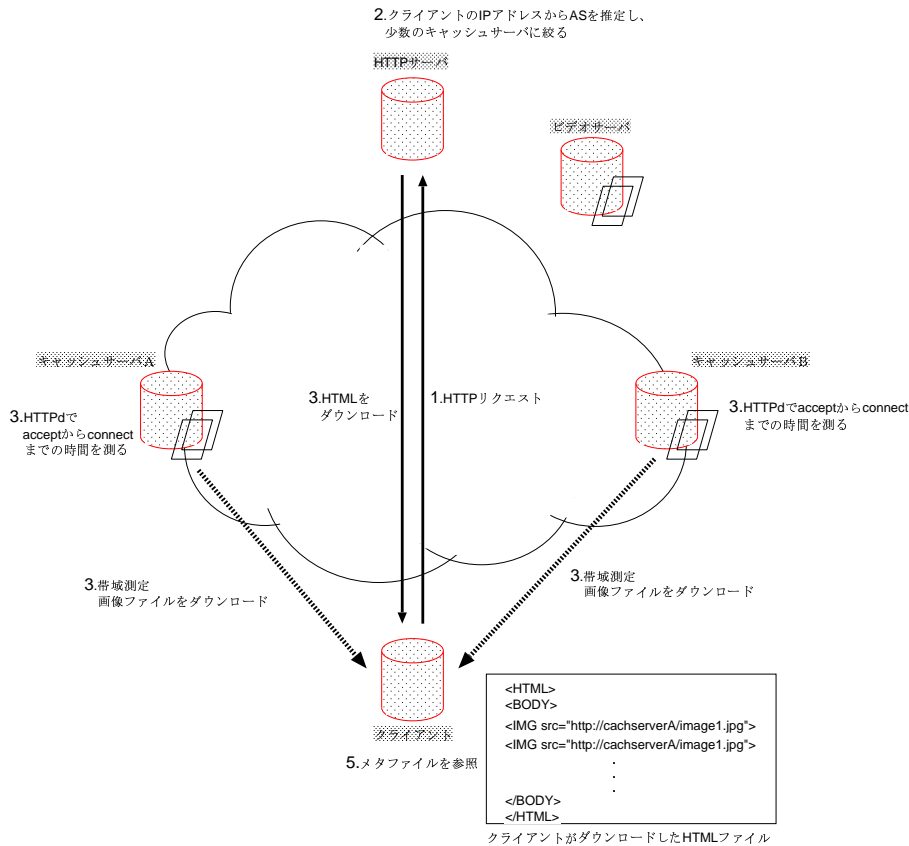 2.クライアントのIPアドレスからASを推定し、
少数のキャッシュサーバに絞る
HTTPサーバ
ビデオサーバ
キャッシュサーバA
キャッシュサーバB
3.HTTPdで
acceptからconnect
までの時間を測る
3.HTMLを
ダウンロード
1.HTTPリクエスト
3.HTTPdでacceptからconnect
までの時間を測る
3.帯域測定
画像ファイルをダウンロード
3.帯域測定
画像ファイルをダウンロード
クライアント
5.メタファイルを参照
<HTML>
<BODY>
<IMG src="http://cachserverA/image1.jpg">
<IMG src="http://cachserverA/image1.jpg">
.
.
.
</BODY>
</HTML>
クライアントがダウンロードしたHTMLファイル